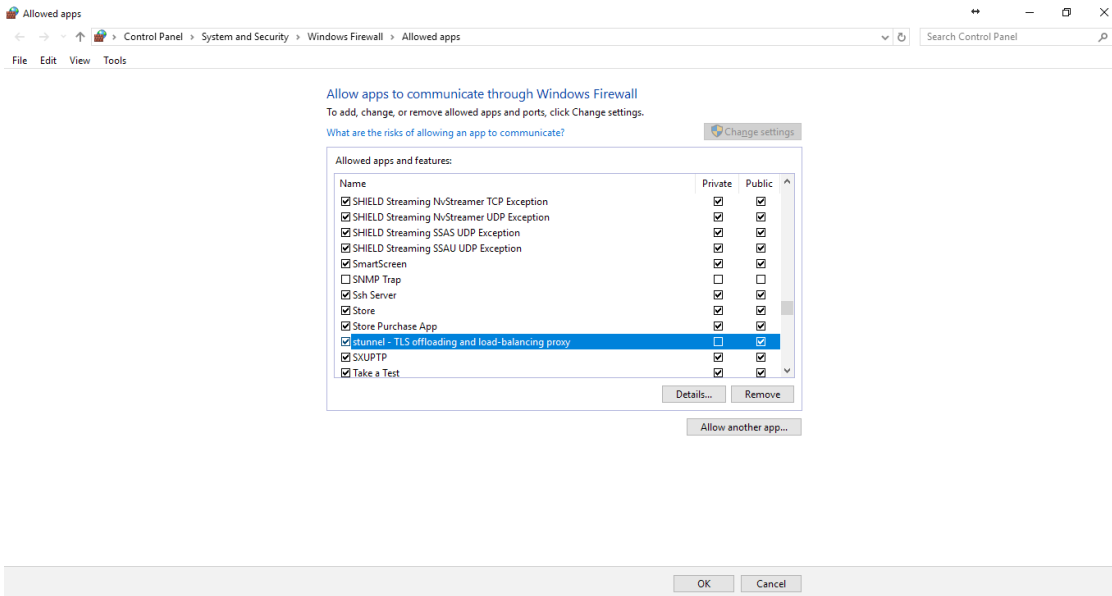 Allowed apps
Control Panel > System and Security > Windows Firewall > Allowed apps
Search Control Panel
File Edit View Tools
Allow apps to communicate through Windows Firewall
To add, change, or remove allowed apps and ports, click Change settings.
What are the risks of allowing an app to communicate?
Change settings
Allowed apps and features:
Name Private Public
SHIELD Streaming NvStreamer TCP Exception
SHIELD Streaming NvStreamer UDP Exception
SHIELD Streaming SSAS UDP Exception
SHIELD Streaming SSAU UDP Exception
SmartScreen
SNMP Trap
Ssh Server
Store
Store Purchase App
stunnel - TLS offloading and load-balancing proxy
SXUPTP
Take a Test
Details... Remove
Allow another app...
OK Cancel